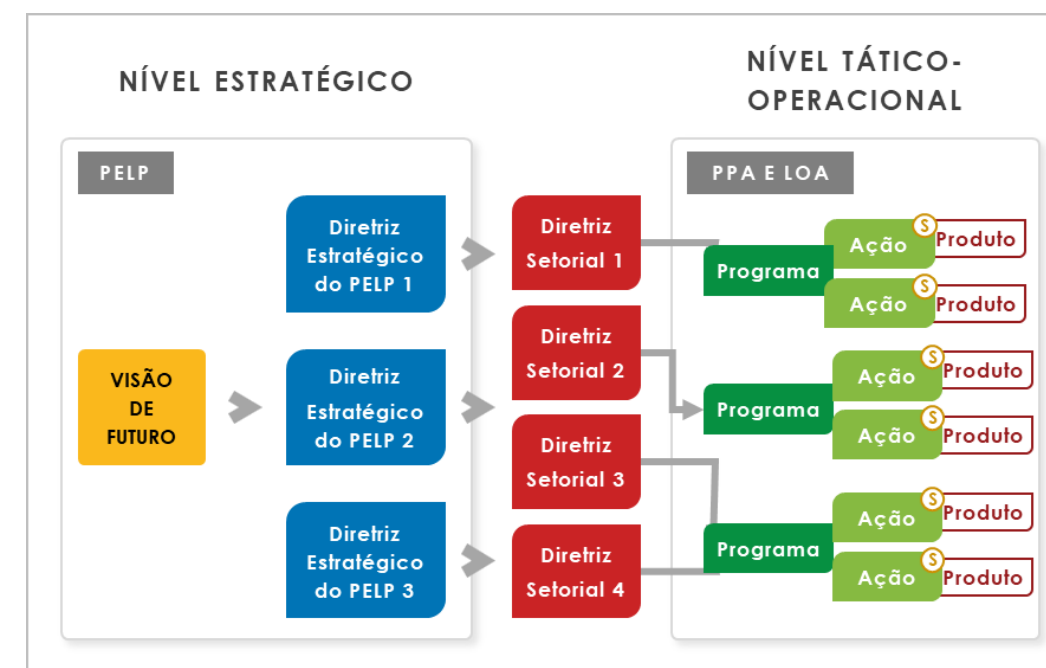 NÍVEL ESTRATÉGICO
NÍVEL TÁTICO-
OPERACIONAL
PELP
VISÃO
DE
FUTURO
Diretriz
Estratégico
do PELP 1
Diretriz
Estratégico
do PELP 2
Diretriz
Estratégico
do PELP 3
Diretriz
Setorial 1
Diretriz
Setorial 2
Diretriz
Setorial 3
Diretriz
Setorial 4
PPA E LOA
Programa
Ação
S
Produto
Ação
S
Produto
Programa
Ação
S
Produto
Ação
S
Produto
Programa
Ação
S
Produto
Ação
S
Produto